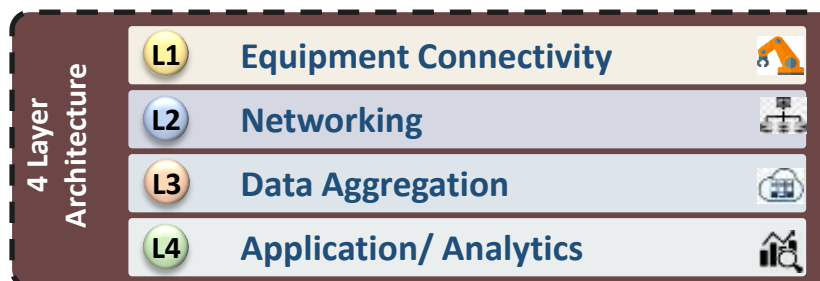 4 Layer
Architecture
L1 Equipment Connectivity
L2 Networking
L3 Data Aggregation
L4 Application/ Analytics